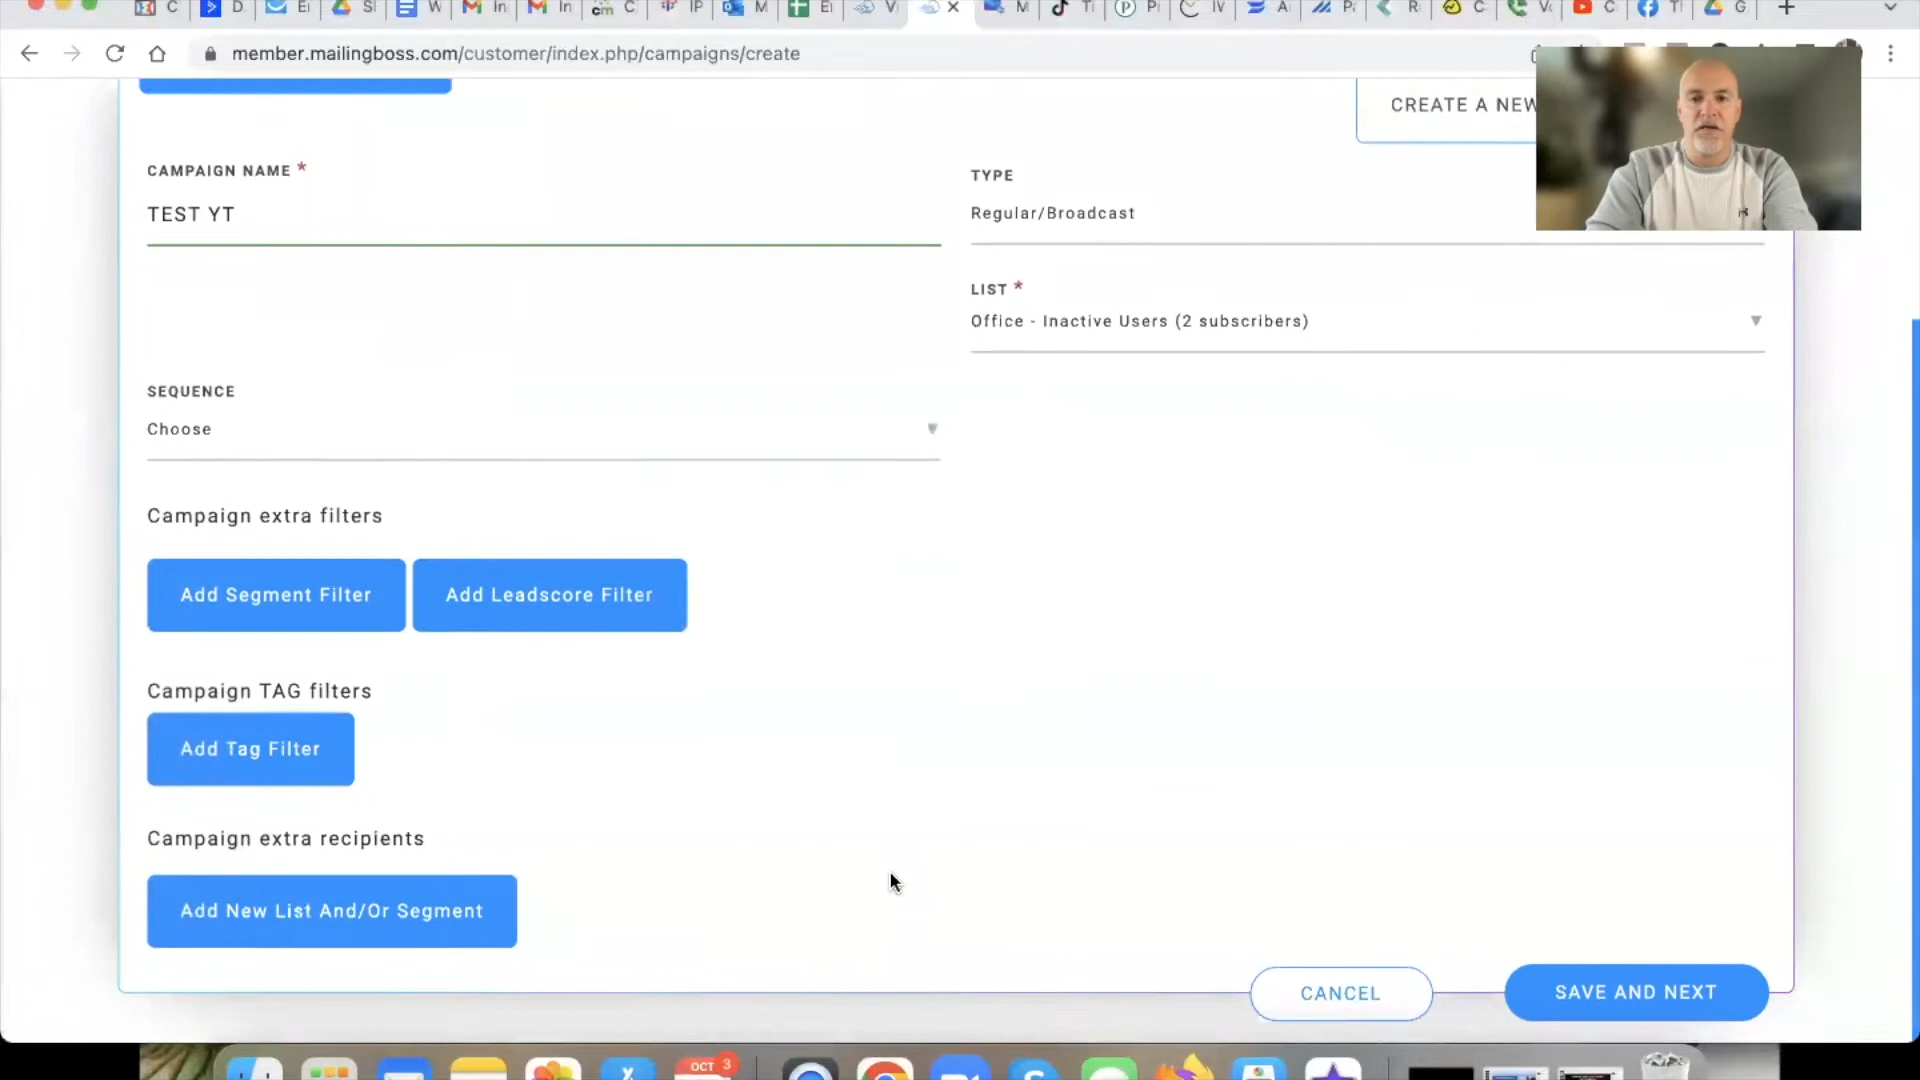 member.mailingboss.com/customer/index.php/campaigns/create
CREATE A NEW
CAMPAIGN NAME *
TEST YT
TYPE
Regular/Broadcast
LIST *
Office - Inactive Users (2 subscribers)
SEQUENCE
Choose
Campaign extra filters
Add Segment Filter
Add Leadscore Filter
Campaign TAG filters
Add Tag Filter
Campaign extra recipients
Add New List And/Or Segment
CANCEL
SAVE AND NEXT
OCT 3